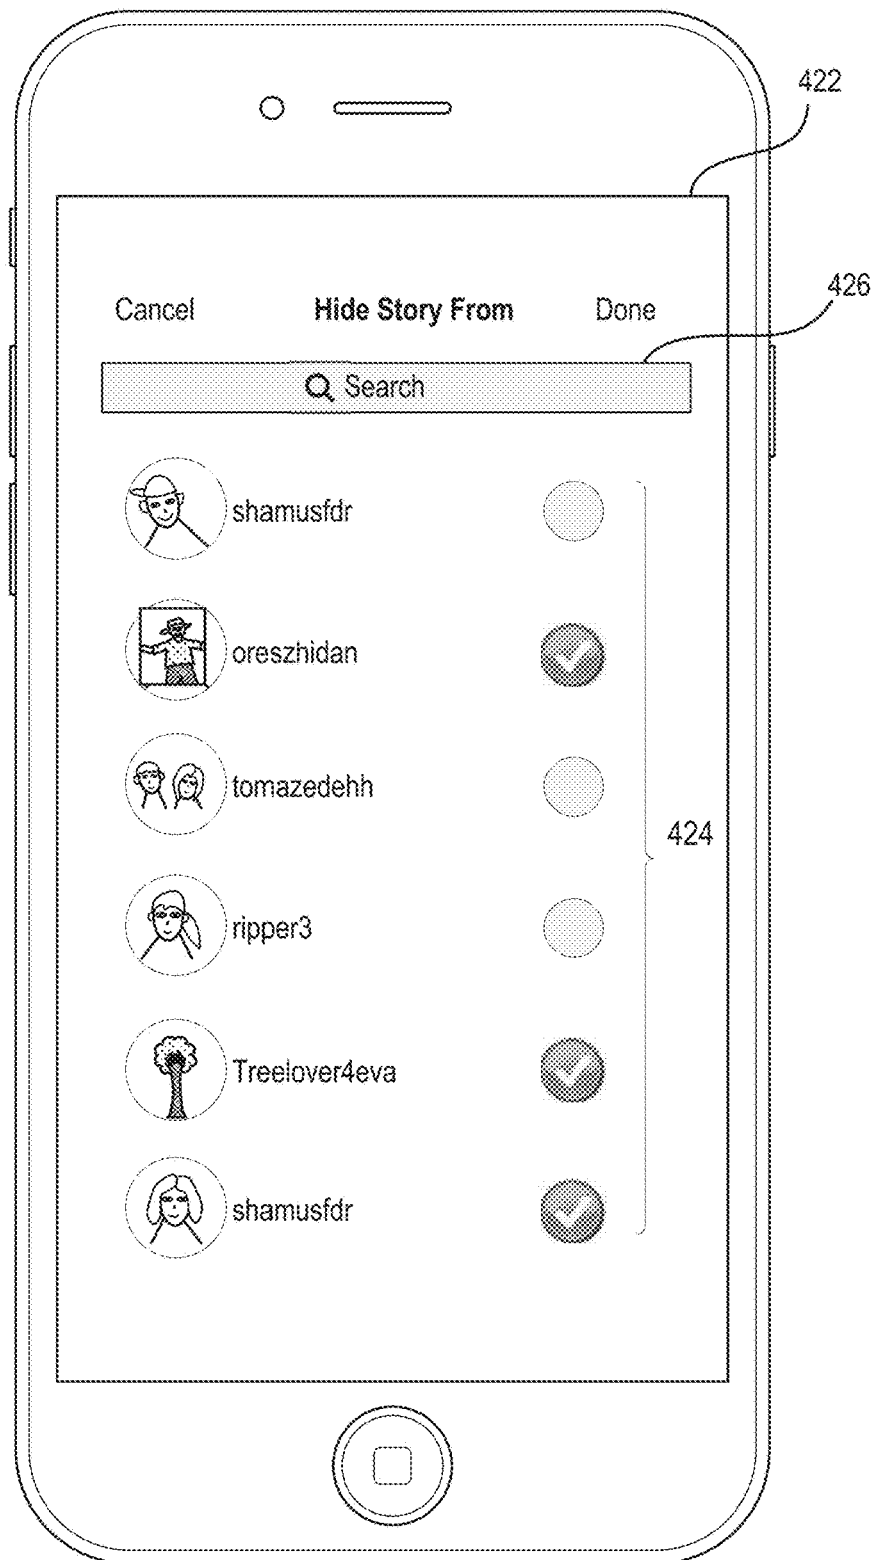 422
426
Cancel Hide Story From Done
Search
shamusfdr
oreszhidan
tomazedehh
424
ripper3
Treelover4eva
shamusfdr